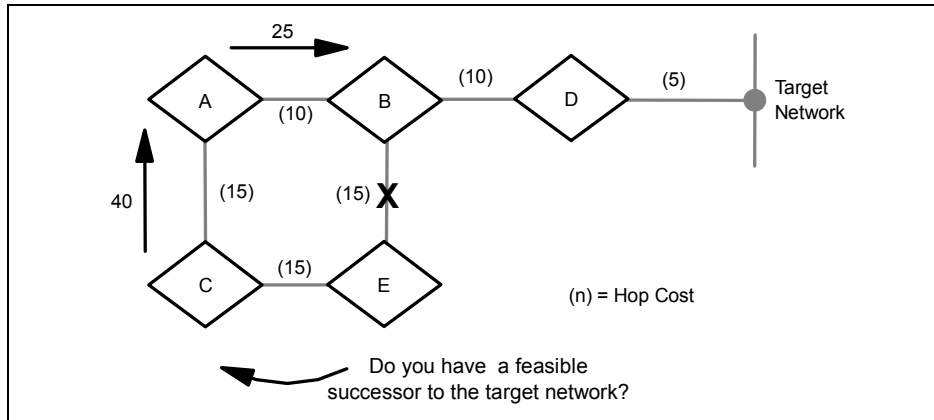 25
A
(10)
B
(10)
D
(5)
Target
Network
40
(15)
(15)
X
C
(15)
E
(n) = Hop Cost
Do you have a feasible
successor to the target network?